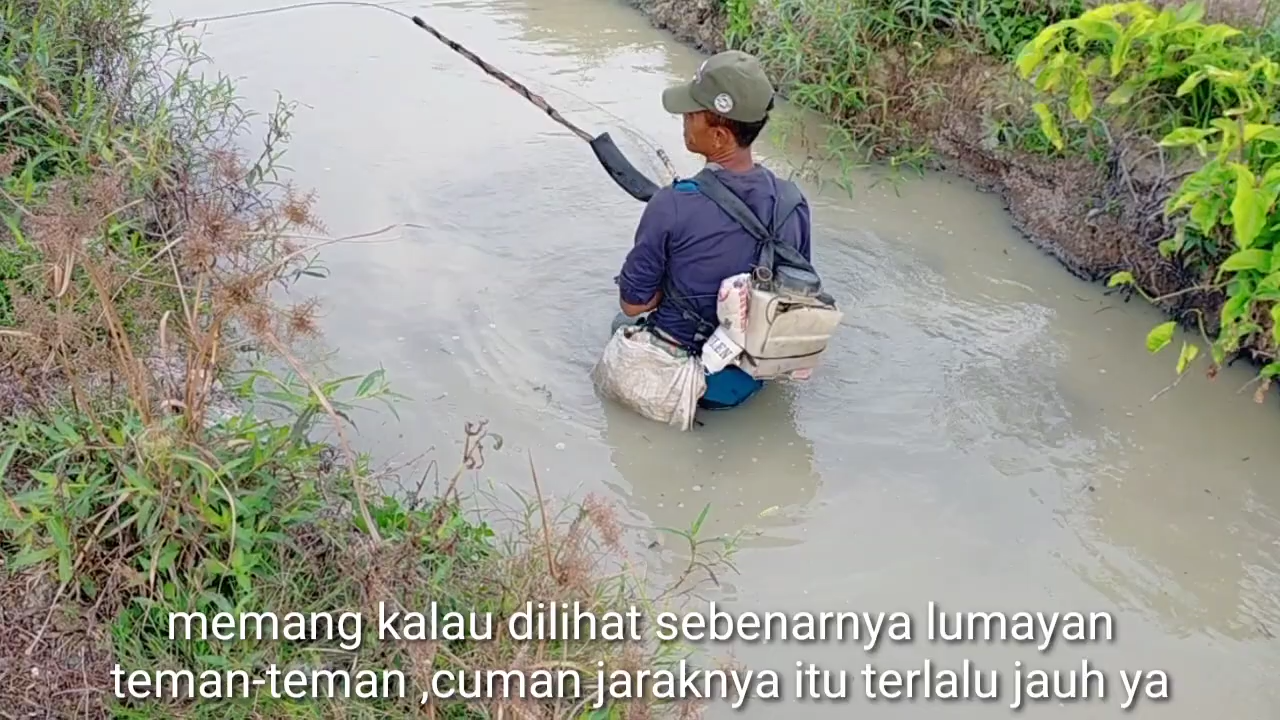 memang kalau dilihat sebenarnya lumayan
teman-teman ,cuman jaraknya itu terlalu jauh ya